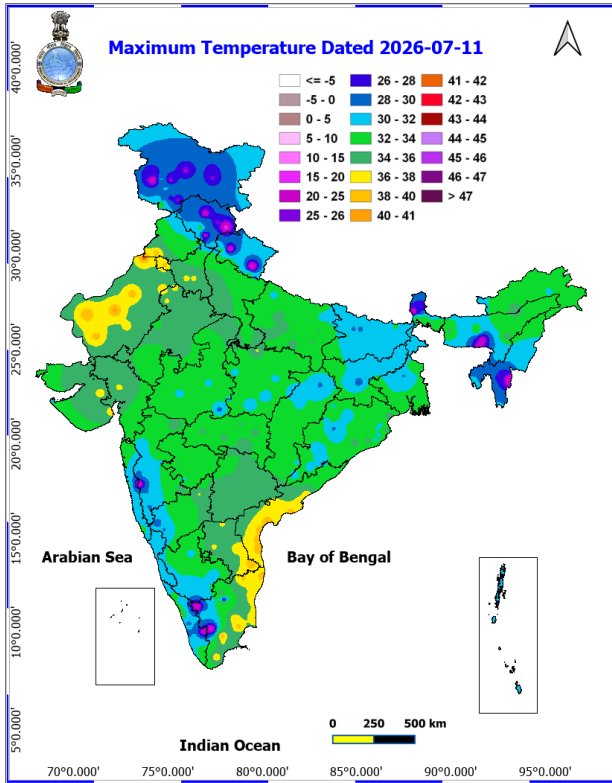 Maximum Temperature Dated 2026-07-11
<= -5
-5 - 0
0 - 5
5 - 10
10 - 15
15 - 20
20 - 25
25 - 26
26 - 28
28 - 30
30 - 32
32 - 34
34 - 36
36 - 38
38 - 40
40 - 41
41 - 42
42 - 43
43 - 44
44 - 45
45 - 46
46 - 47
> 47
40°0.000'
35°0.000'
30°0.000'
25°0.000'
20°0.000'
15°0.000'
10°0.000'
5°0.000'
Arabian Sea
Bay of Bengal
Indian Ocean
0 250 500 km
70°0.000' 75°0.000' 80°0.000' 85°0.000' 90°0.000' 95°0.000'